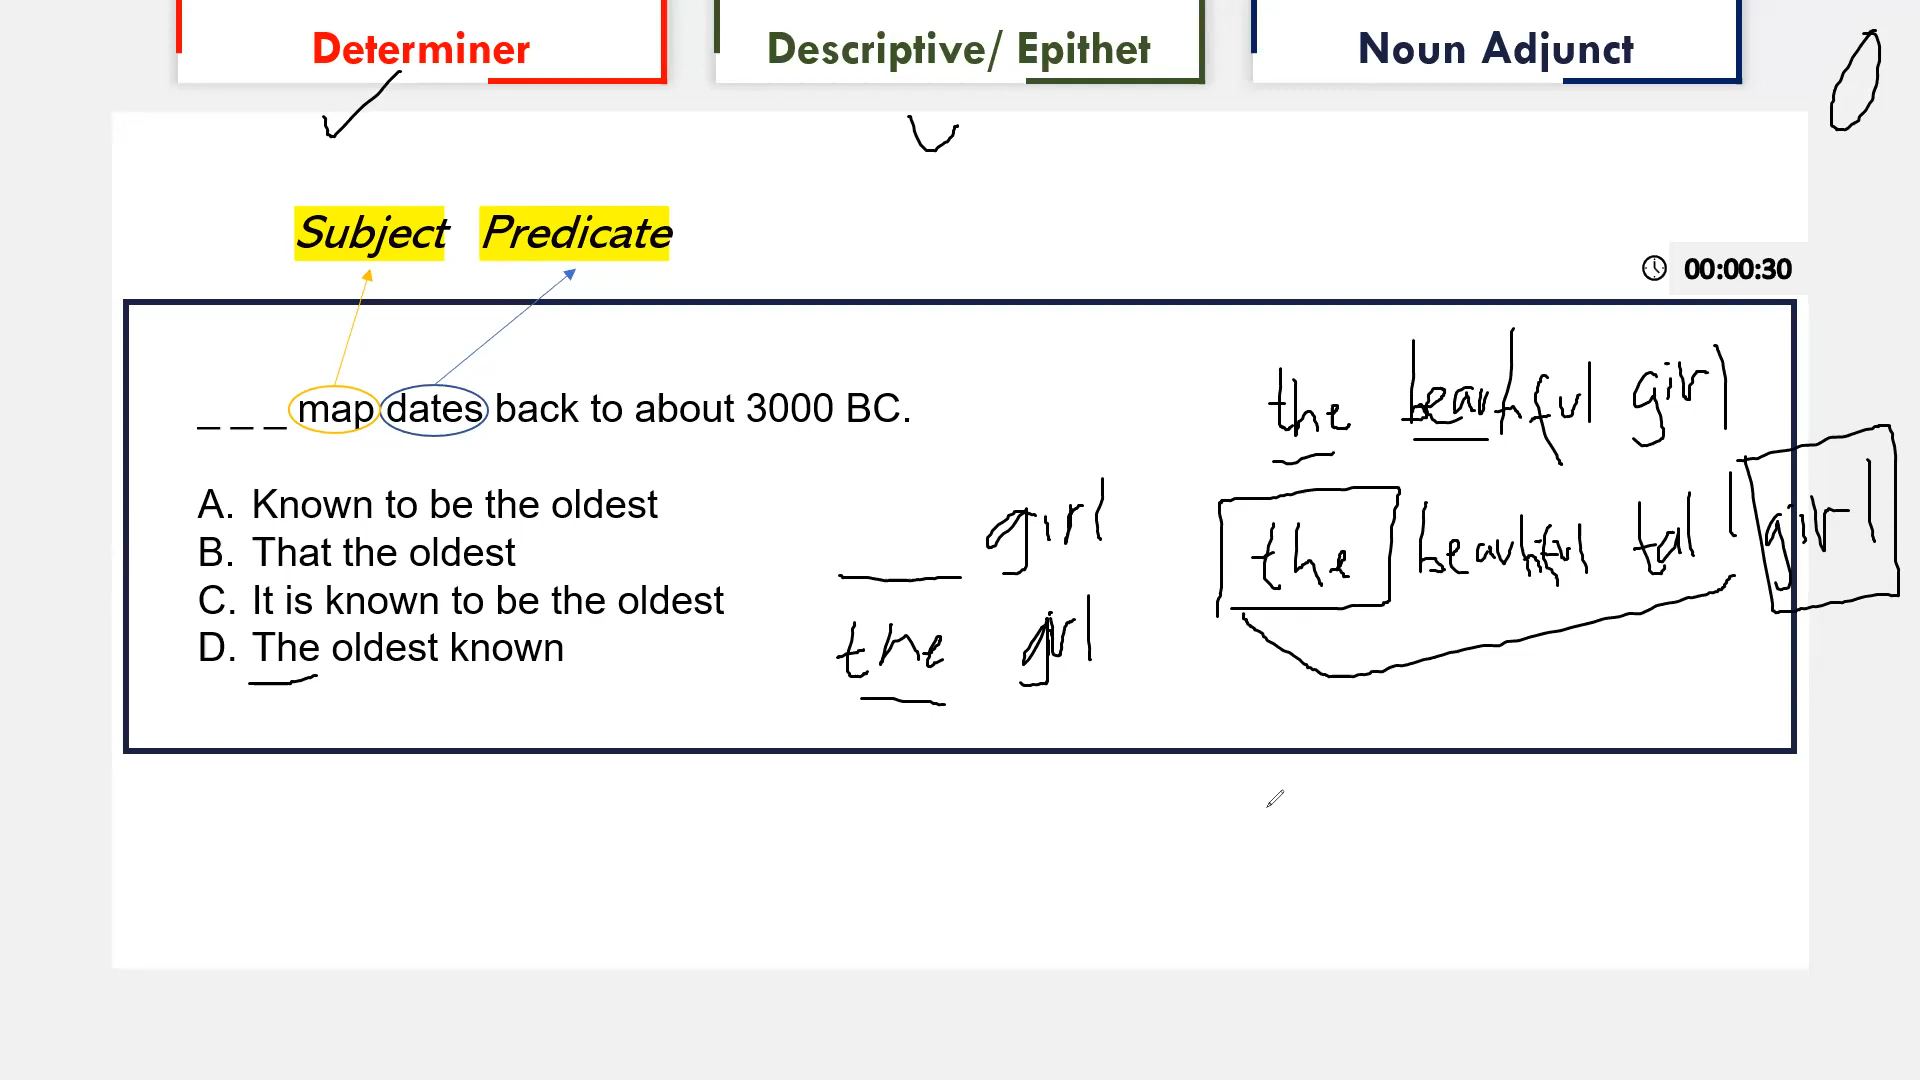 Determiner
Descriptive/ Epithet
Noun Adjunct
Subject Predicate
00:00:30
_ _ _ map dates back to about 3000 BC.
the beautiful girl
A. Known to be the oldest
girl
B. That the oldest
the beautiful tall girl
C. It is known to be the oldest
D. The oldest known
the girl